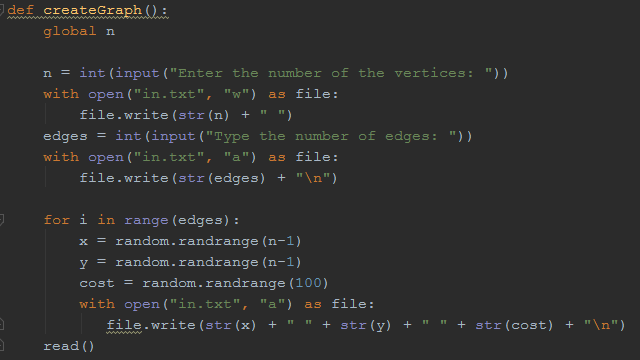 def createGraph():
global n
n = int(input("Enter the number of the vertices: "))
with open("in.txt", "w") as file:
file.write(str(n) + " ")
edges = int(input("Type the number of edges: "))
with open("in.txt", "a") as file:
file.write(str(edges) + "\n")
for i in range(edges):
x = random.randrange(n-1)
y = random.randrange(n-1)
cost = random.randrange(100)
with open("in.txt", "a") as file:
file.write(str(x) + " " + str(y) + " " + str(cost) + "\n")
read()